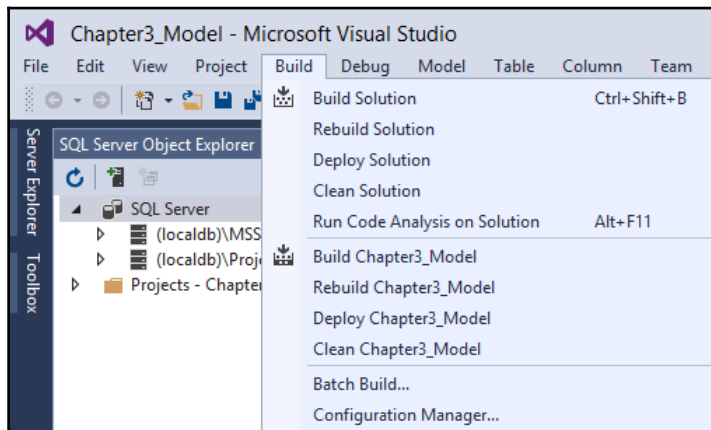 Chapter3_Model - Microsoft Visual Studio
File Edit View Project Build Debug Model Table Column Team
Build Solution Ctrl+Shift+B
Rebuild Solution
Deploy Solution
Clean Solution
Run Code Analysis on Solution Alt+F11
Build Chapter3_Model
Rebuild Chapter3_Model
Deploy Chapter3_Model
Clean Chapter3_Model
Batch Build...
Configuration Manager...
Server Explorer
Toolbox
SQL Server Object Explorer
SQL Server
(localdb)\MSS
(localdb)\Proj
Projects - Chapter